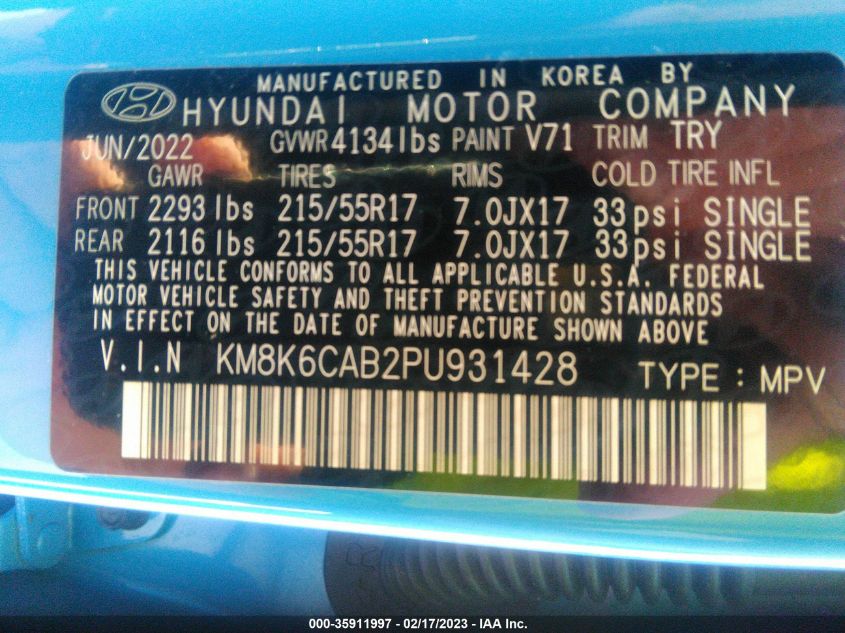 MANUFACTURED IN KOREA BY
HYUNDAI MOTOR COMPANY
JUN/2022 GVWR 4134 lbs PAINT V71 TRIM TRY
GAWR TIRES RIMS COLD TIRE INFL
FRONT 2293 lbs 215/55R17 7.0JX17 33psi SINGLE
REAR 2116 lbs 215/55R17 7.0JX17 33psi SINGLE
THIS VEHICLE CONFORMS TO ALL APPLICABLE U.S.A. FEDERAL
MOTOR VEHICLE SAFETY AND THEFT PREVENTION STANDARDS
IN EFFECT ON THE DATE OF MANUFACTURE SHOWN ABOVE
V.I.N KM8K6CAB2PU931428 TYPE : MPV
000-35911997 - 02/17/2023 - IAA Inc.